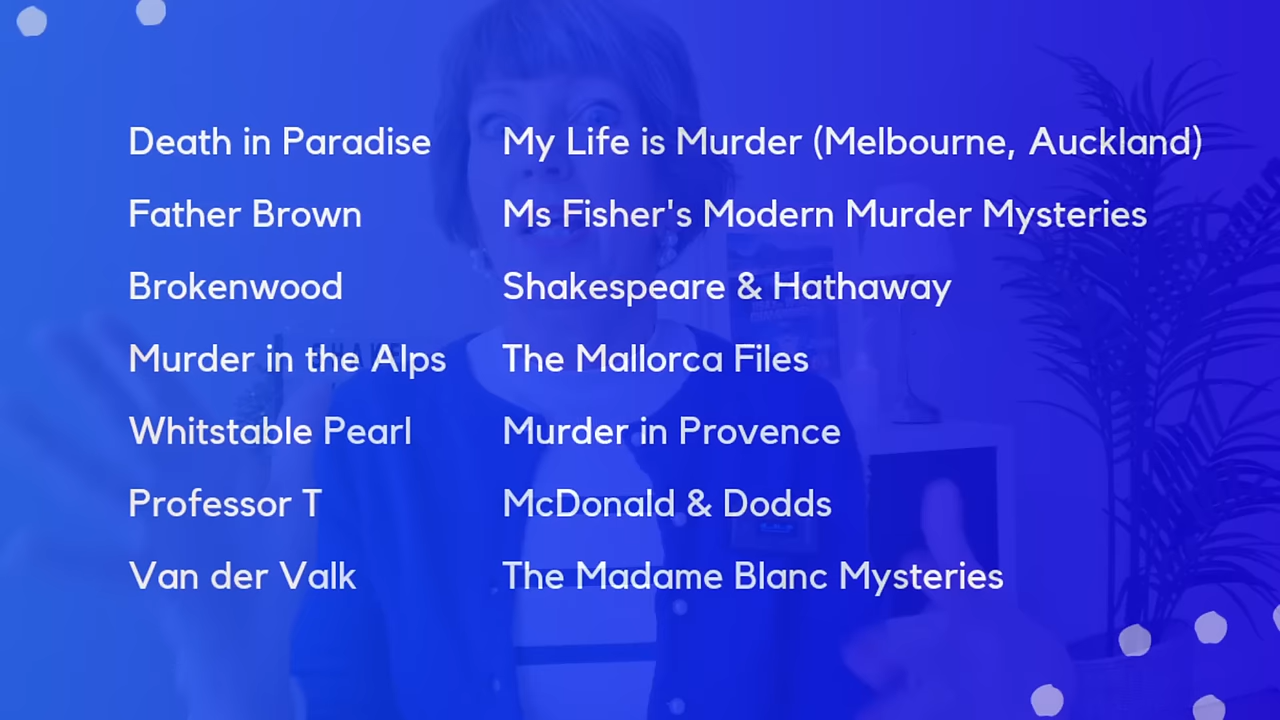 Death in Paradise
Father Brown
Brokenwood
Murder in the Alps
Whitstable Pearl
Professor T
Van der Valk
My Life is Murder (Melbourne, Auckland)
Ms Fisher's Modern Murder Mysteries
Shakespeare & Hathaway
The Mallorca Files
Murder in Provence
McDonald & Dodds
The Madame Blanc Mysteries